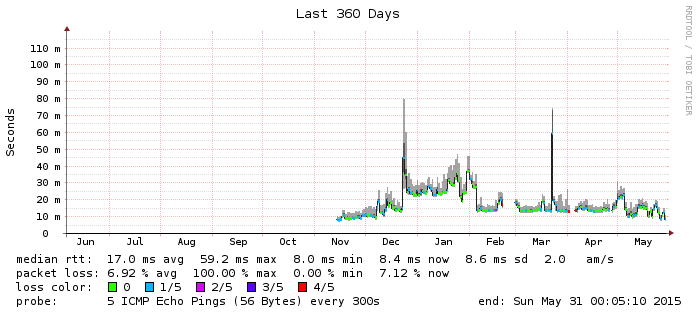 Last 360 Days
RRDTOOL / TOBI OETIKER
Seconds
110 m
100 m
90 m
80 m
70 m
60 m
50 m
40 m
30 m
20 m
10 m
0
Jun Jul Aug Sep Oct Nov Dec Jan Feb Mar Apr May
median rtt: 17.0 ms avg 59.2 ms max 8.0 ms min 8.4 ms now 8.6 ms sd 2.0 am/s
packet loss: 6.92 % avg 100.00 % max 0.00 % min 7.12 % now
loss color: 0 1/5 2/5 3/5 4/5
probe: 5 ICMP Echo Pings (56 Bytes) every 300s end: Sun May 31 00:05:10 2015